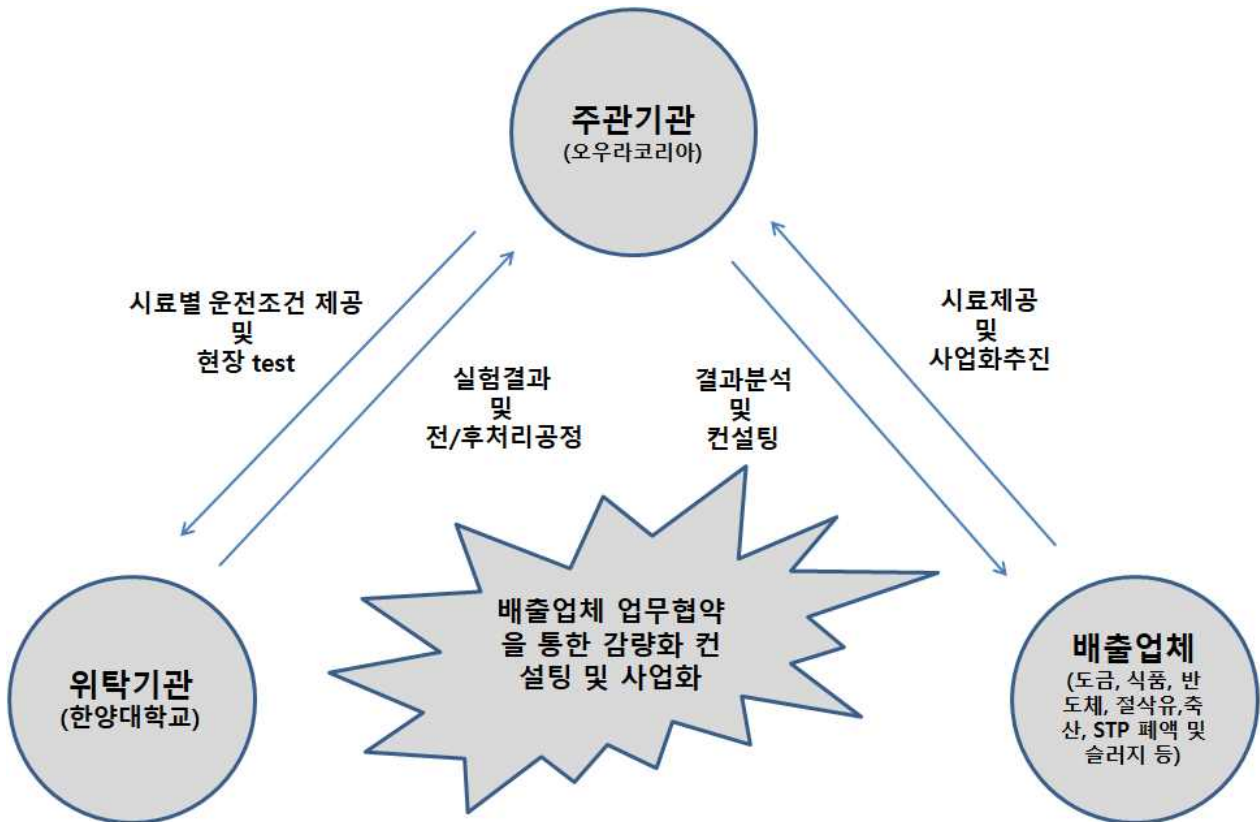 주관기관
(오우라코리아)
시료별 운전조건 제공
및
현장 test
실험결과
및
전/후처리공정
결과분석
및
컨설팅
시료제공
및
사업화추진
배출업체 업무협약
을 통한 감량화 컨
설팅 및 사업화
위탁기관
(한양대학교)
배출업체
(도금, 식품, 반
도체, 절삭유,축
산, STP 폐액 및
슬러지 등)